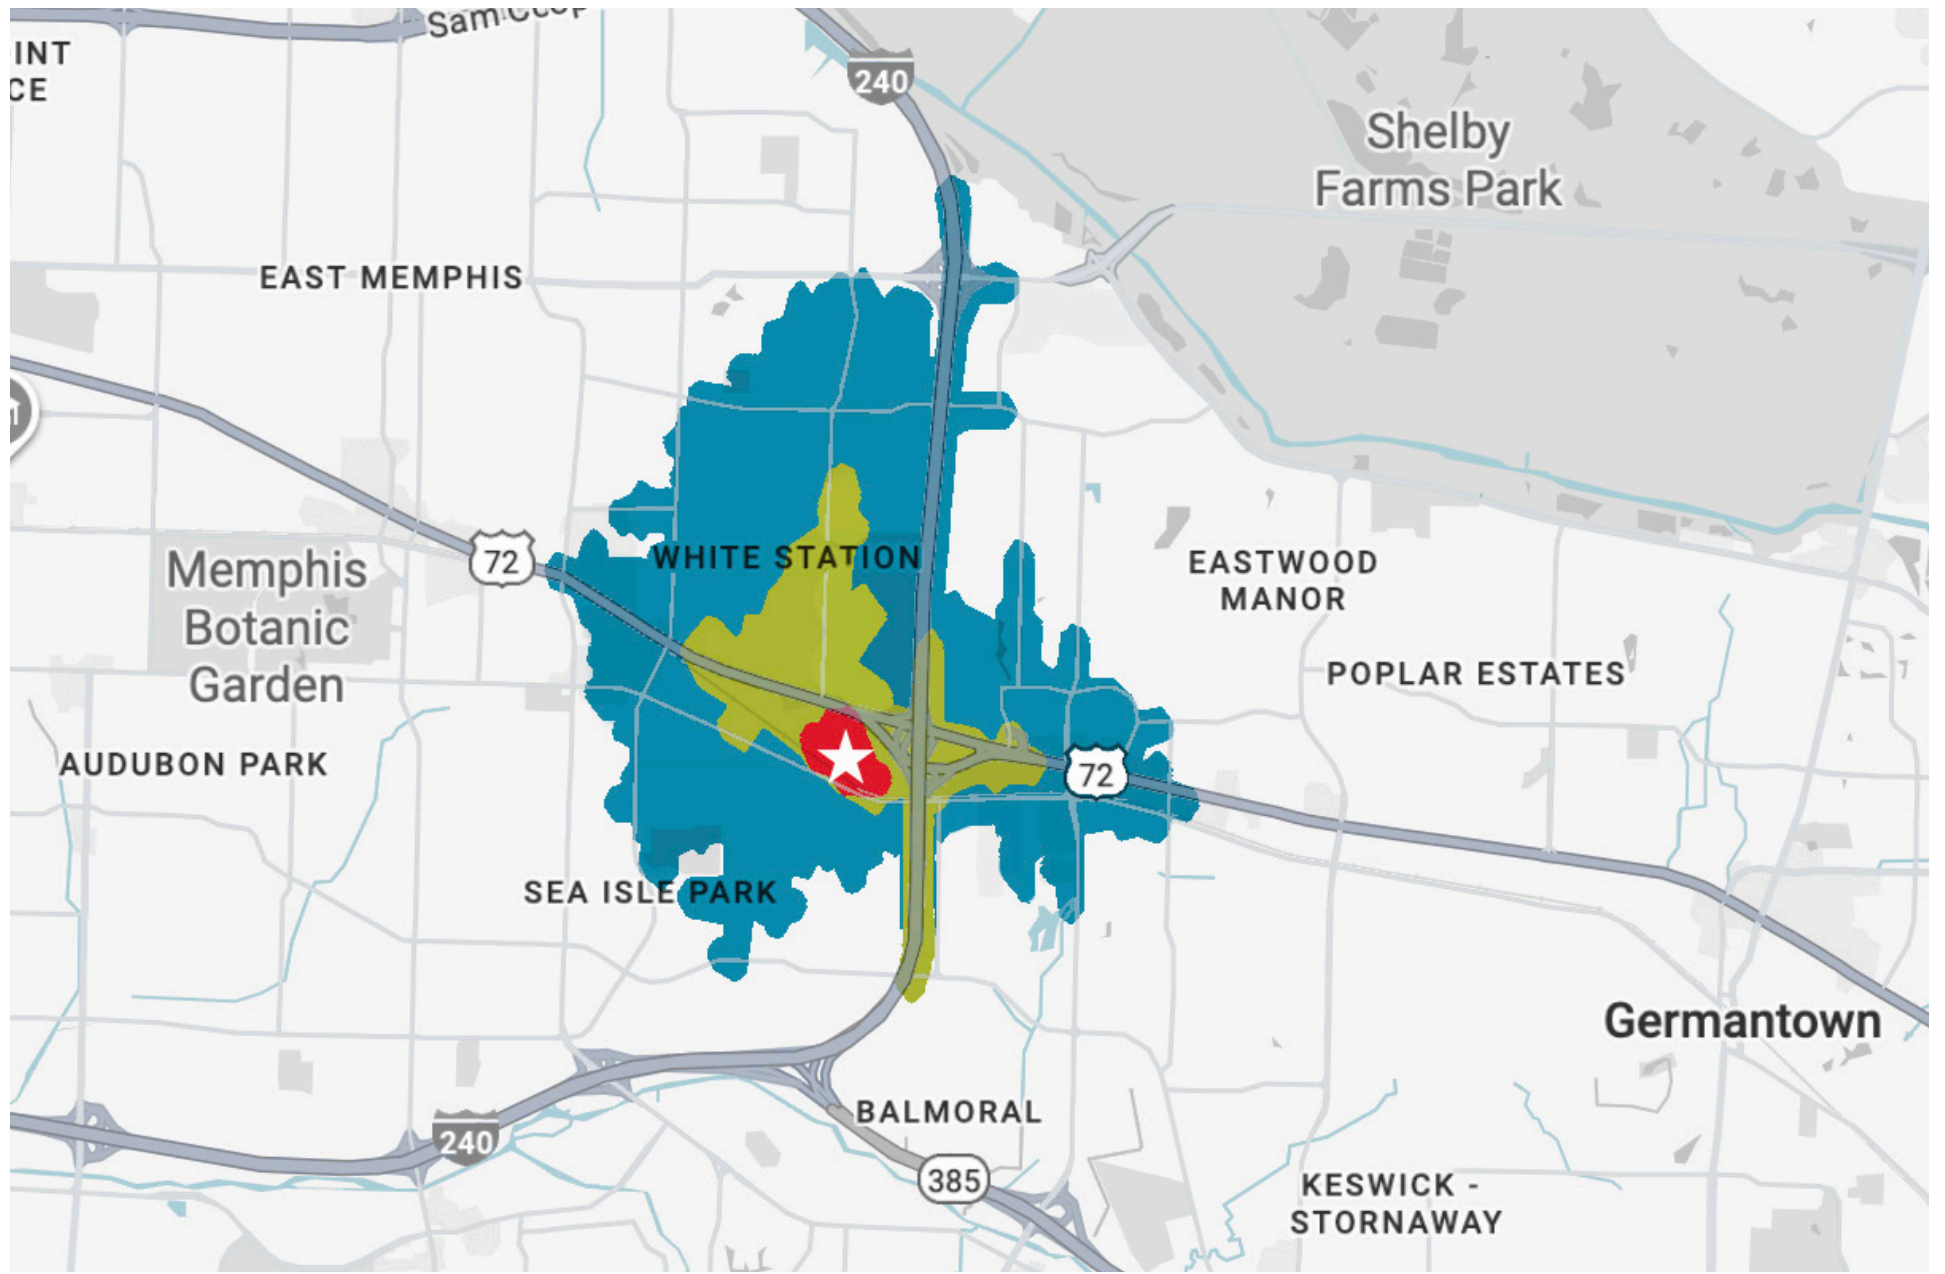 240
Shelby
Farms Park
EAST MEMPHIS
72
WHITE STATION
EASTWOOD
MANOR
Memphis
Botanic
Garden
POPLAR ESTATES
AUDUBON PARK
72
SEA ISLE PARK
Germantown
BALMORAL
240
385
KESWICK -
STORNAWAY